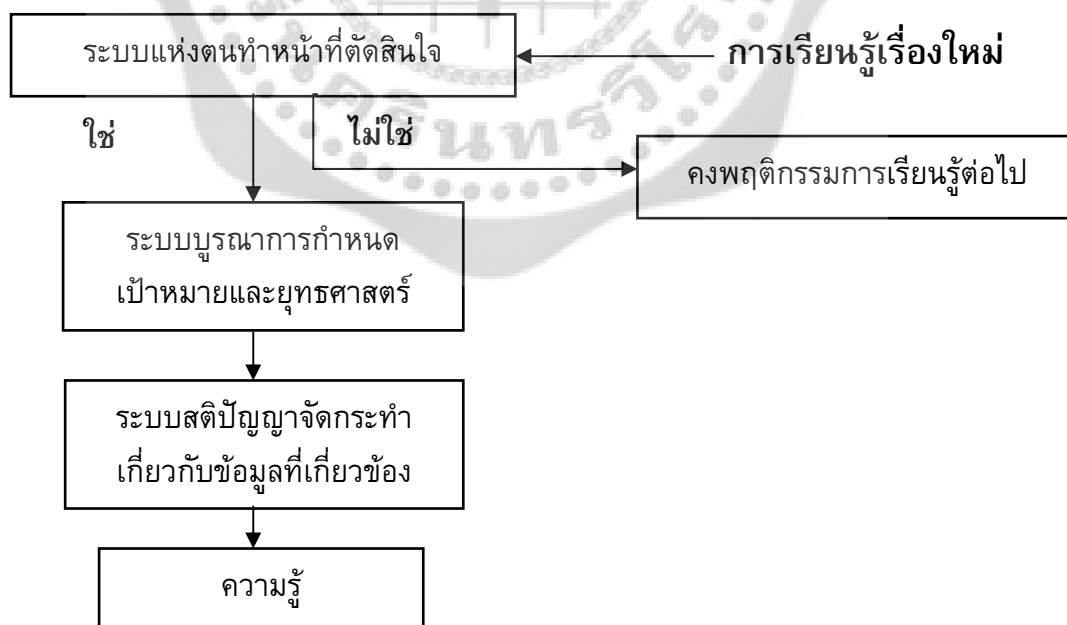 ระบบแห่งตนทำหน้าที่ตัดสินใจ
การเรียนรู้เรื่องใหม่
ใช่
ไม่ใช่
คงพฤติกรรมการเรียนรู้ต่อไป
ระบบบูรณาการกำหนด
เป้าหมายและยุทธศาสตร์
ระบบสติปัญญาจัดกระทำ
เกี่ยวกับข้อมูลที่เกี่ยวข้อง
ความรู้